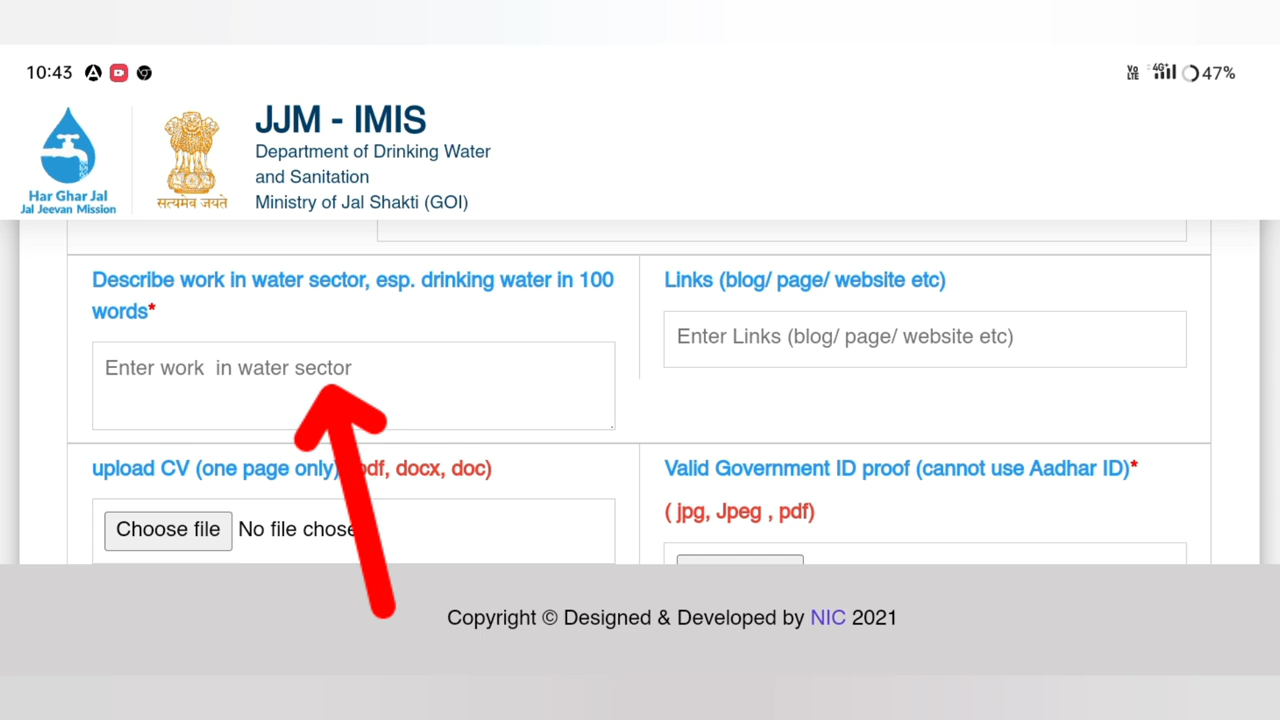 10:43
Vo LTE 4G+ 47%
JJM - IMIS
Department of Drinking Water
and Sanitation
Ministry of Jal Shakti (GOI)
Har Ghar Jal
Jal Jeevan Mission
सत्यमेव जयते
Describe work in water sector, esp. drinking water in 100
words*
Enter work in water sector
Links (blog/ page/ website etc)
Enter Links (blog/ page/ website etc)
upload CV (one page only) pdf, docx, doc)
Choose file No file chose
Valid Government ID proof (cannot use Aadhar ID)*
( jpg, Jpeg , pdf)
Copyright © Designed & Developed by NIC 2021